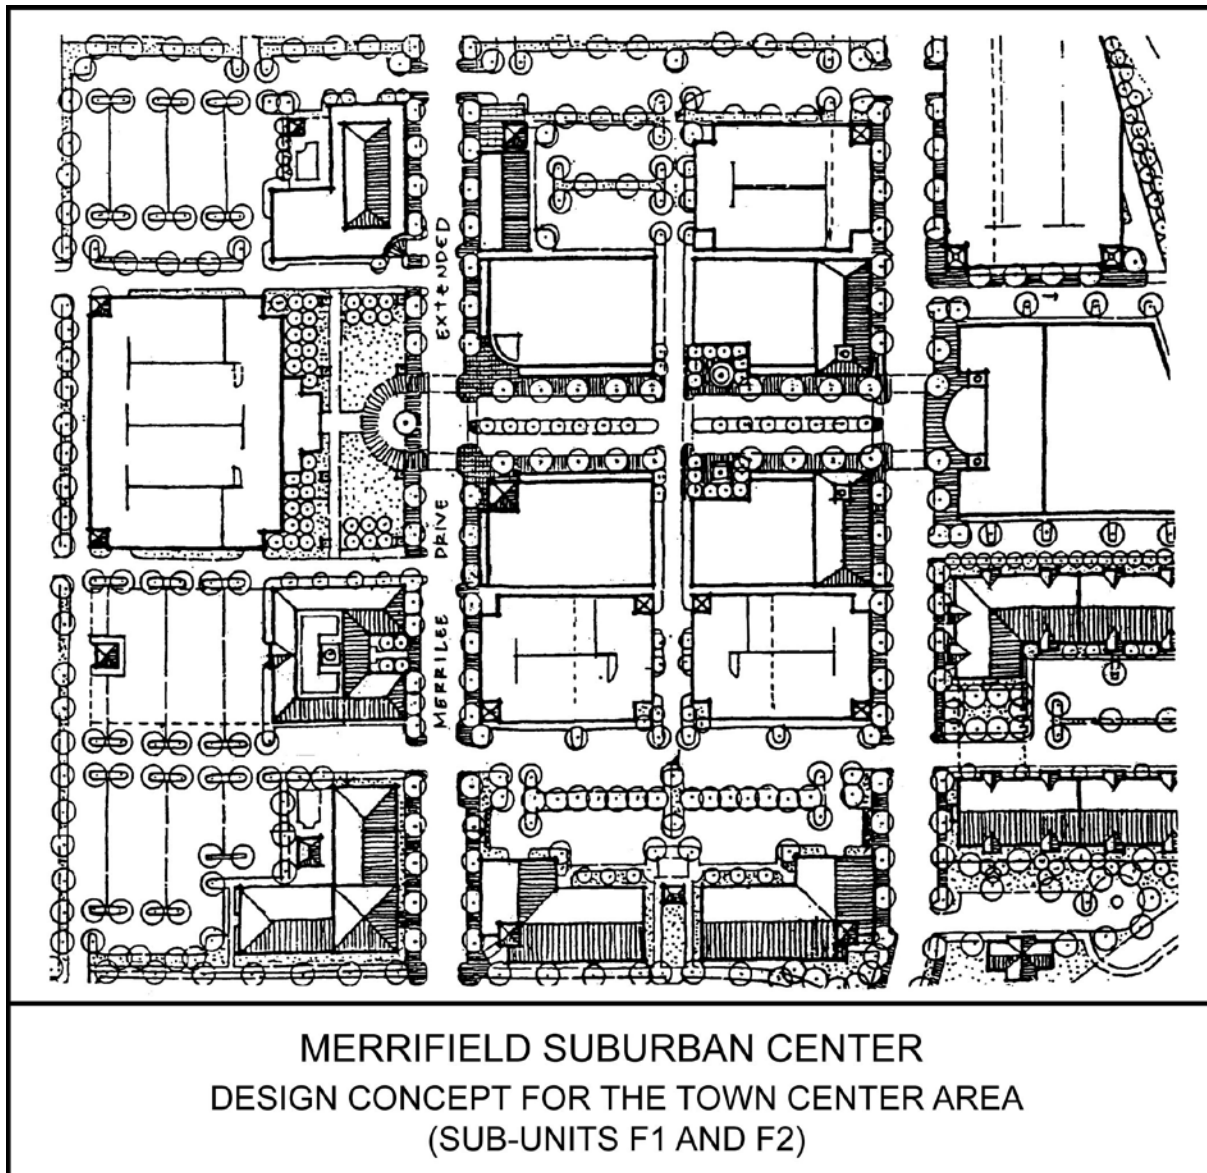 MERRILEE DRIVE EXTENDED
MERRIFIELD SUBURBAN CENTER
DESIGN CONCEPT FOR THE TOWN CENTER AREA
(SUB-UNITS F1 AND F2)